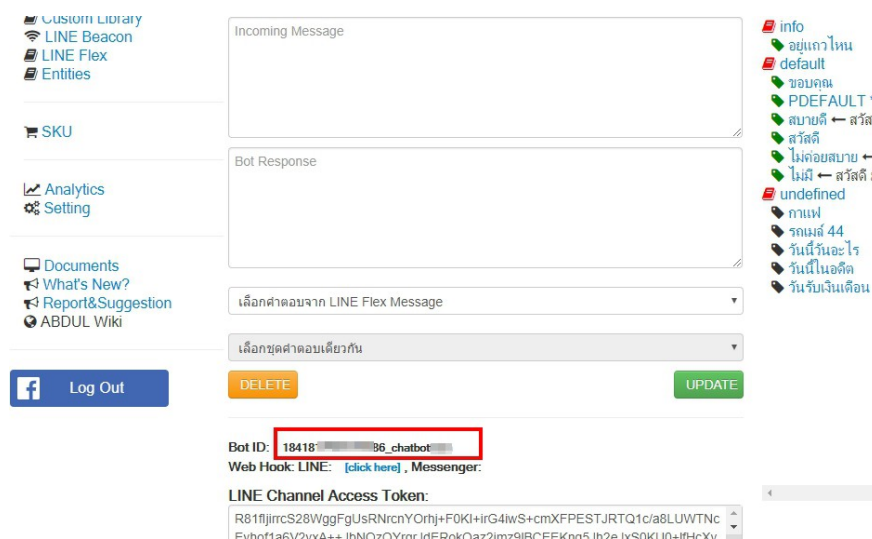 Custom Library
LINE Beacon
LINE Flex
Entities
SKU
Analytics
Setting
Documents
What's New?
Report&Suggestion
ABDUL Wiki
Log Out
Incoming Message
Bot Response
เลือกคำตอบจาก LINE Flex Message
เลือกชุดคำตอบเดียวกัน
DELETE
UPDATE
Bot ID:
Web Hook: LINE: [click here] , Messenger:
LINE Channel Access Token:
info
อยู่แถวไหน
default
ขอบคุณ
PDEFAULT
สบายดี ← สวัส
สวัสดี
ไม่ค่อยสบาย ←
ไม่มี ← สวัสดี
undefined
กาแฟ
รถเมล์ 44
วันนี้วันอะไร
วันนี้ในอดีต
วันรับเงินเดือน